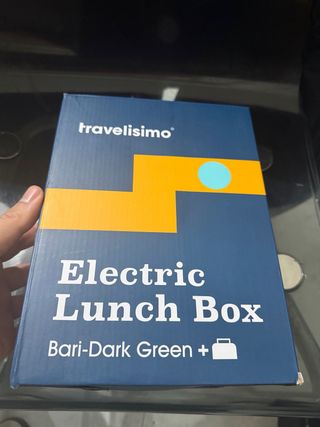 travelisimo®
Electric
Lunch Box
Bari-Dark Green +